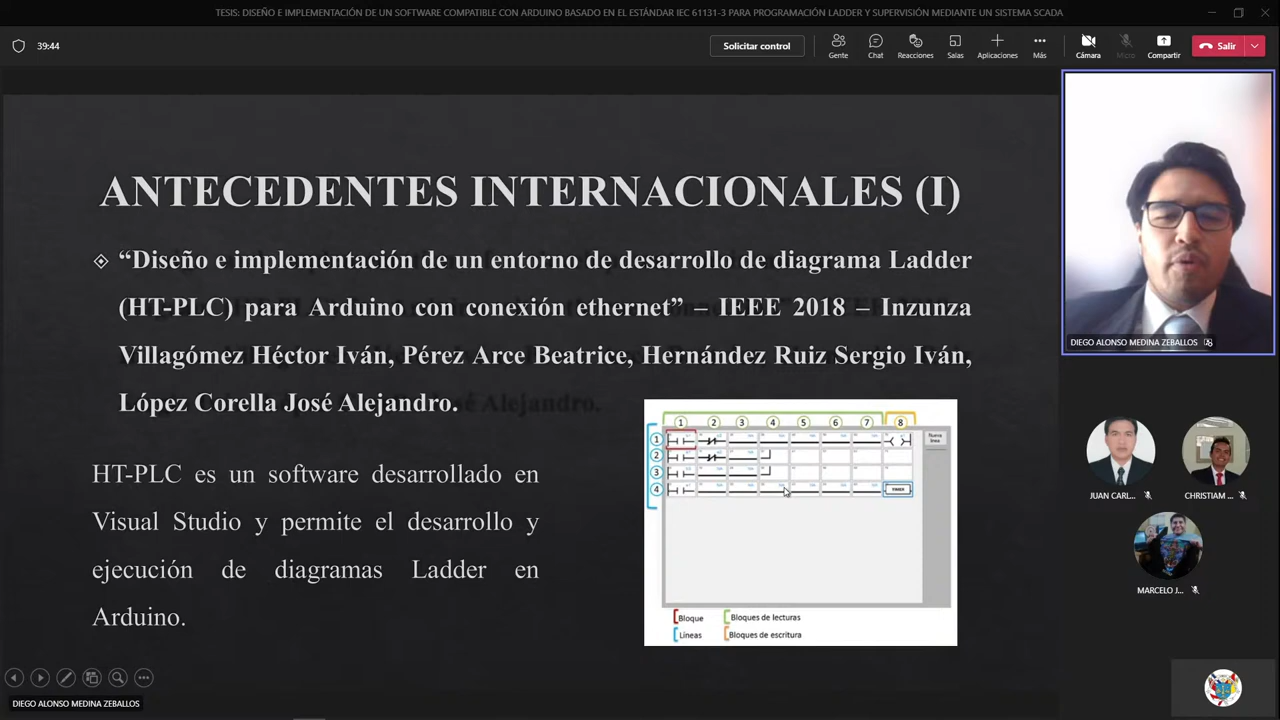 TESIS: DISEÑO E IMPLEMENTACIÓN DE UN SOFTWARE COMPATIBLE CON ARDUINO BASADO EN EL ESTÁNDAR IEC 61131-3 PARA PROGRAMACIÓN LADDER Y SUPERVISIÓN MEDIANTE UN SISTEMA SCADA
39:44
Solicitar control
Gente
Chat
Reacciones
Salas
Aplicaciones
Más
Cámara
Micro
Compartir
Salir
ANTECEDENTES INTERNACIONALES (I)
“Diseño e implementación de un entorno de desarrollo de diagrama Ladder
(HT-PLC) para Arduino con conexión ethernet” – IEEE 2018 – Inzunza
Villagómez Héctor Iván, Pérez Arce Beatrice, Hernández Ruiz Sergio Iván,
López Corella José Alejandro.
HT-PLC es un software desarrollado en
Visual Studio y permite el desarrollo y
ejecución de diagramas Ladder en
Arduino.
1 2 3 4 5 6 7 8
1
2
3
4
Nueva
linea
TIMER
Bloque
Bloques de lecturas
Lineas
Bloques de escritura
DIEGO ALONSO MEDINA ZEBALLOS
JUAN CARL...
CHRISTIAM ...
MARCELO J...
DIEGO ALONSO MEDINA ZEBALLOS